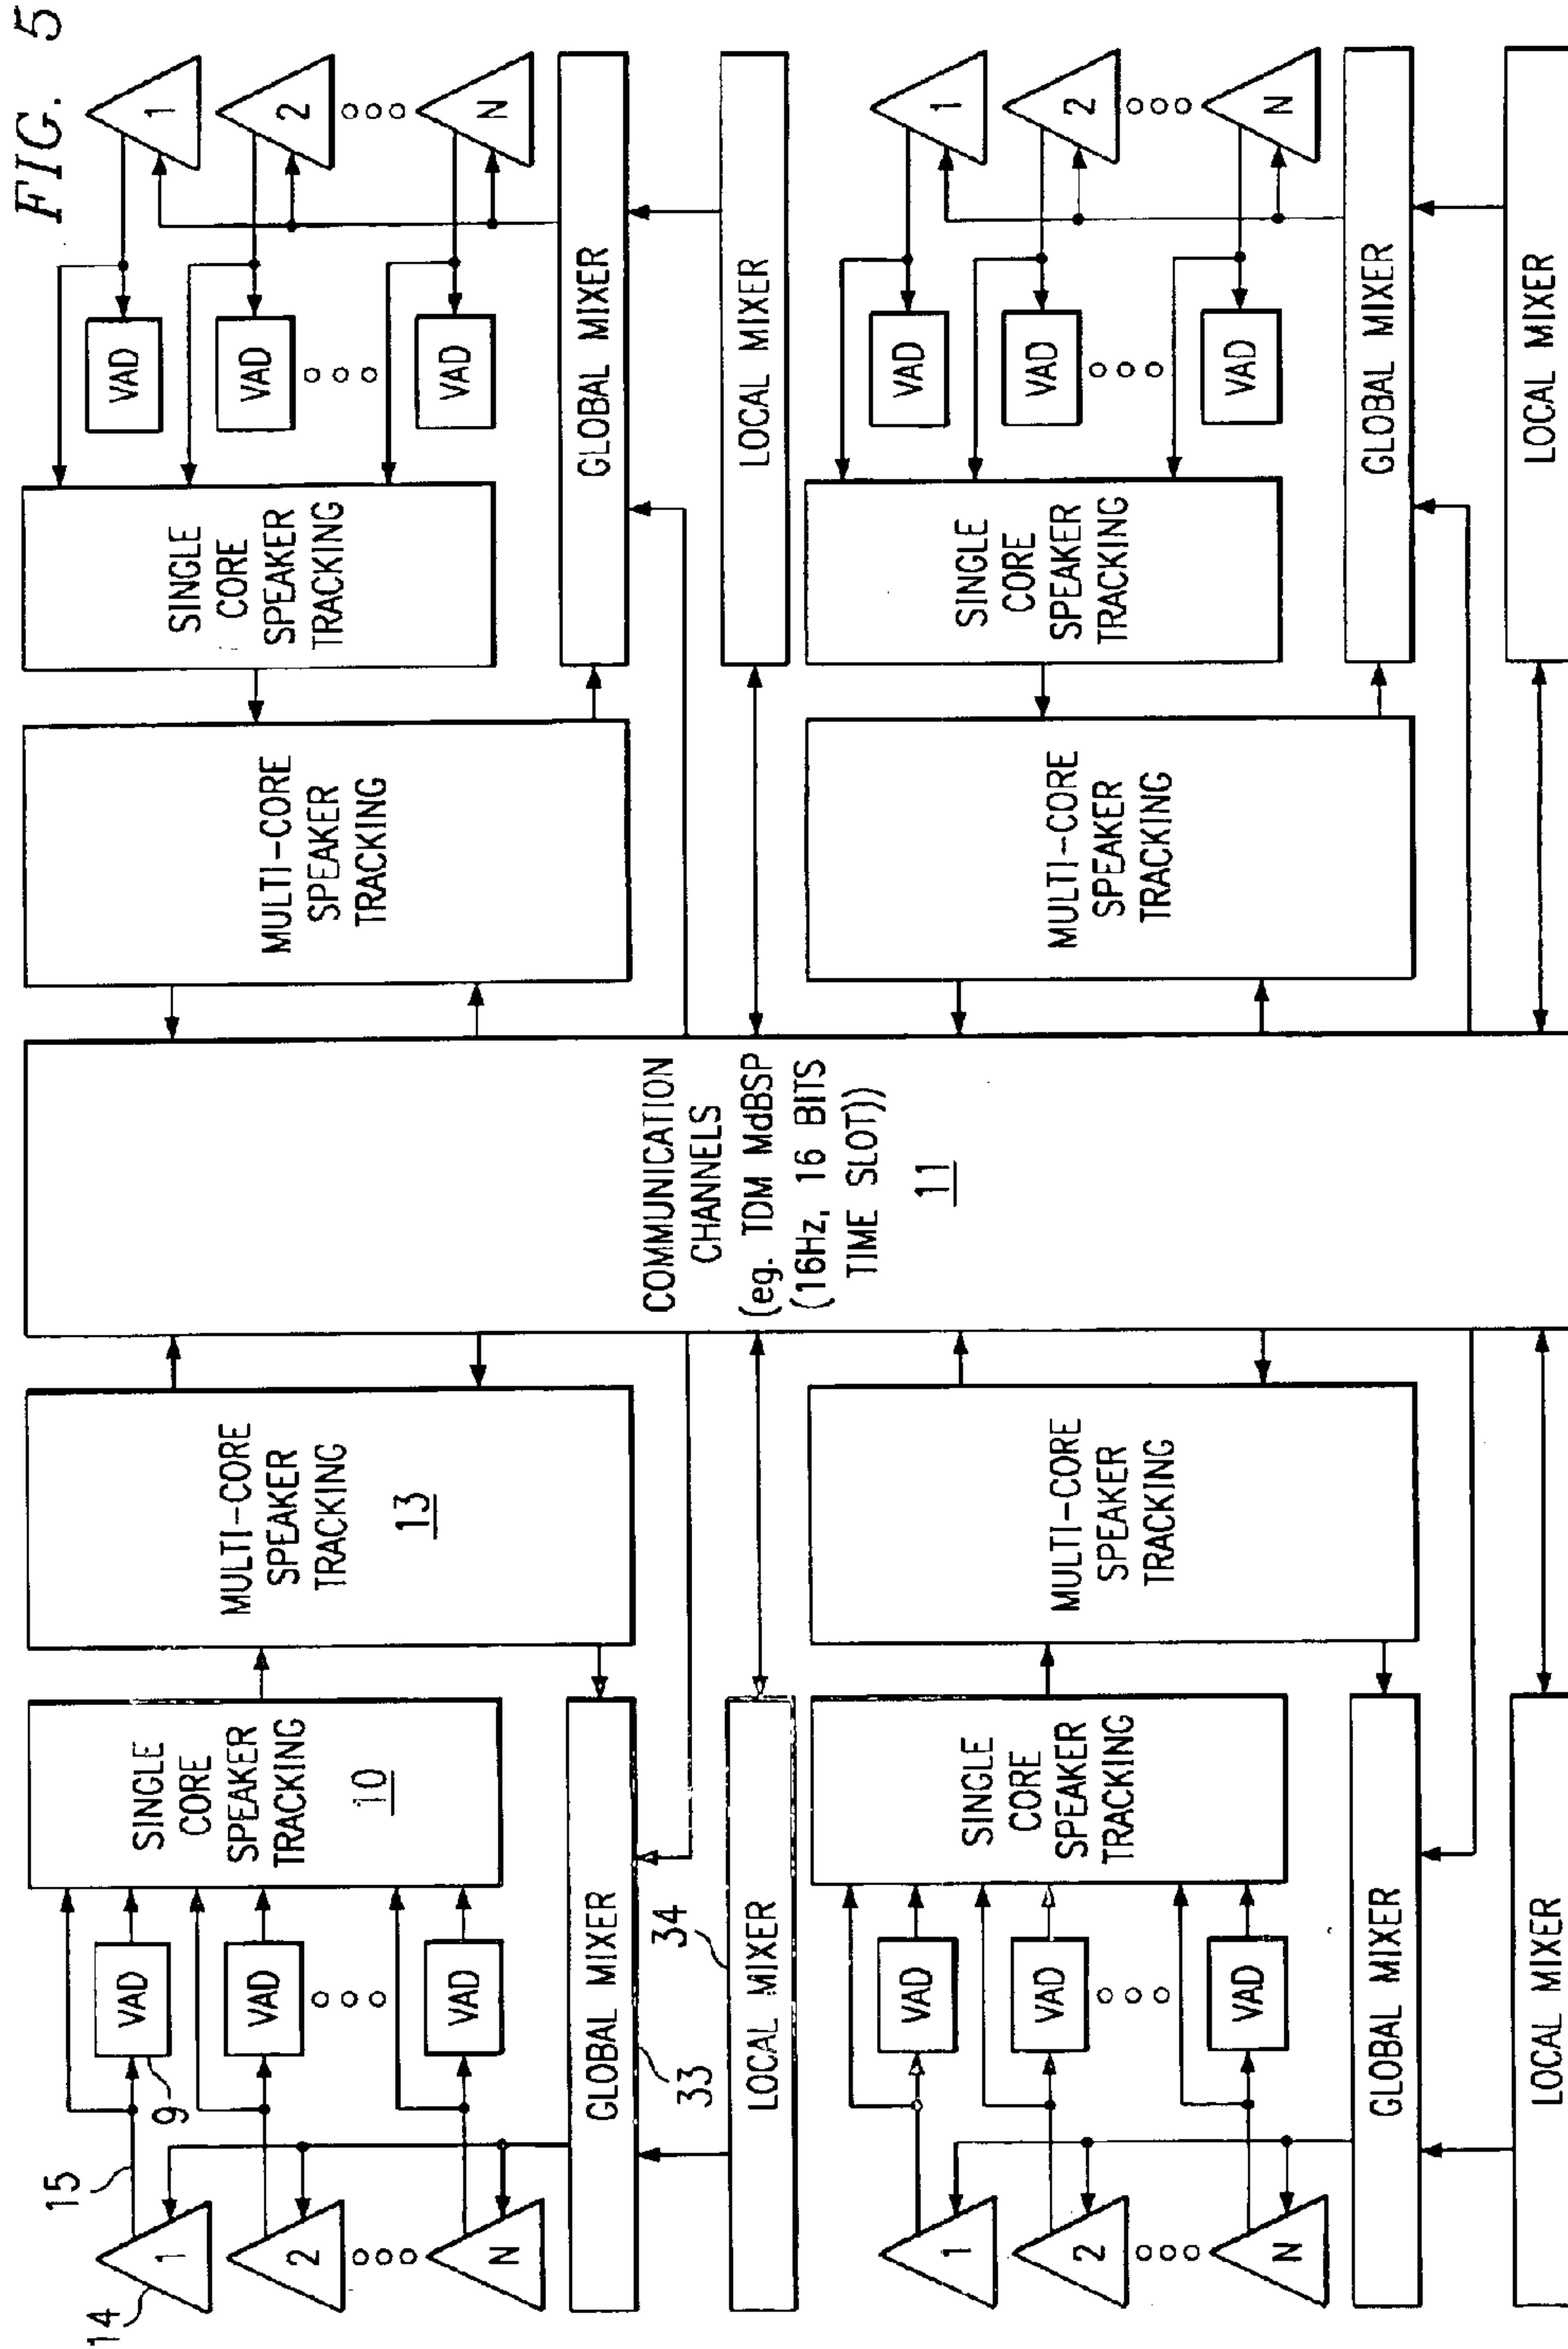 FIG. 5
14
1
2
N
15
9
VAD
VAD
VAD
SINGLE
CORE
SPEAKER
TRACKING
10
MULTI-CORE
SPEAKER
TRACKING
13
GLOBAL MIXER
33
LOCAL MIXER
34
COMMUNICATION
CHANNELS
(eg. TDM MdBSP
(16Hz, 16 BITS
TIME SLOT))
11
MULTI-CORE
SPEAKER
TRACKING
SINGLE
CORE
SPEAKER
TRACKING
VAD
VAD
VAD
1
2
N
GLOBAL MIXER
LOCAL MIXER
1
2
N
VAD
VAD
VAD
SINGLE
CORE
SPEAKER
TRACKING
MULTI-CORE
SPEAKER
TRACKING
GLOBAL MIXER
LOCAL MIXER
MULTI-CORE
SPEAKER
TRACKING
SINGLE
CORE
SPEAKER
TRACKING
VAD
VAD
VAD
1
2
N
GLOBAL MIXER
LOCAL MIXER